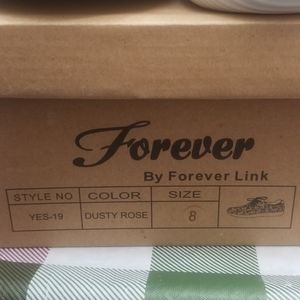 Forever
By Forever Link
STYLE NO COLOR SIZE
YES-19 DUSTY ROSE 8